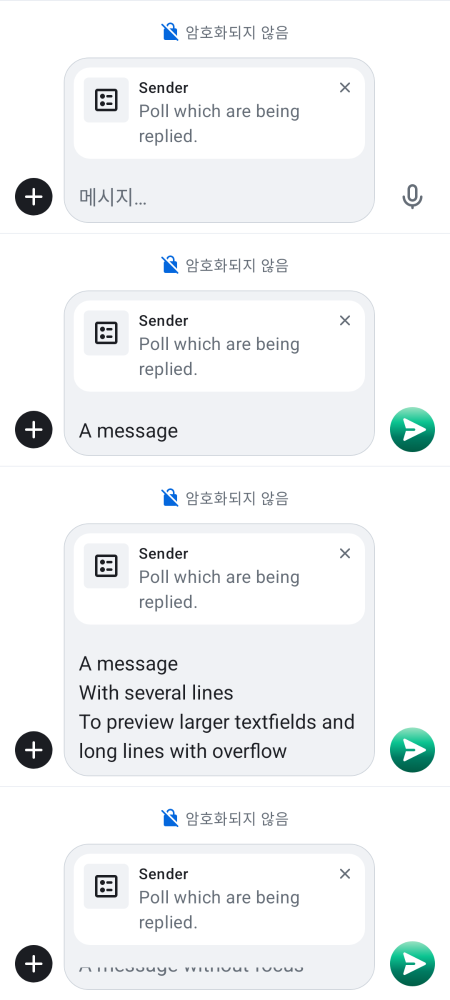 암호화되지 않음
Sender
Poll which are being
replied.
메시지...
암호화되지 않음
Sender
Poll which are being
replied.
A message
암호화되지 않음
Sender
Poll which are being
replied.
A message
With several lines
To preview larger textfields and
long lines with overflow
암호화되지 않음
Sender
Poll which are being
replied.
A message without focus